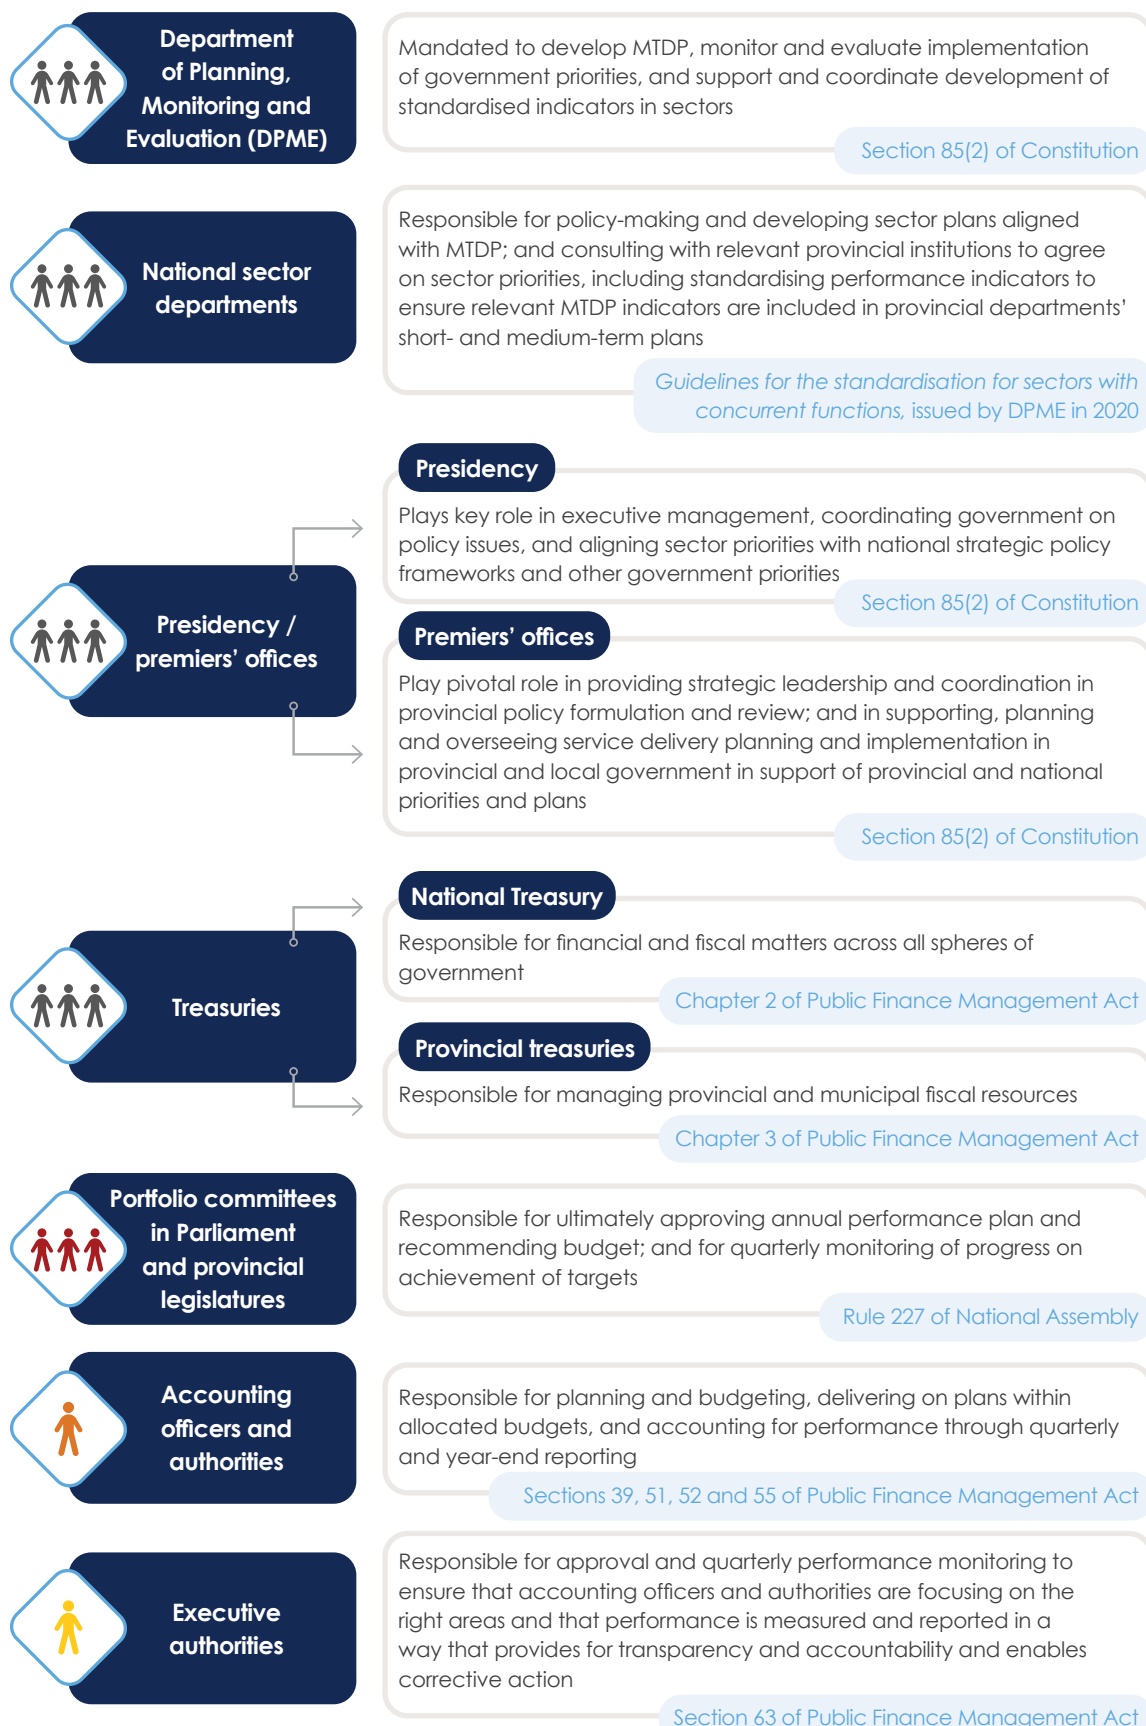 Department
of Planning,
Monitoring and
Evaluation (DPME)
Mandated to develop MTDP, monitor and evaluate implementation
of government priorities, and support and coordinate development of
standardised indicators in sectors
Section 85(2) of Constitution
National sector
departments
Responsible for policy-making and developing sector plans aligned
with MTDP; and consulting with relevant provincial institutions to agree
on sector priorities, including standardising performance indicators to
ensure relevant MTDP indicators are included in provincial departments’
short- and medium-term plans
Guidelines for the standardisation for sectors with
concurrent functions, issued by DPME in 2020
Presidency /
premiers’ offices
Presidency
Plays key role in executive management, coordinating government on
policy issues, and aligning sector priorities with national strategic policy
frameworks and other government priorities
Section 85(2) of Constitution
Premiers’ offices
Play pivotal role in providing strategic leadership and coordination in
provincial policy formulation and review; and in supporting, planning
and overseeing service delivery planning and implementation in
provincial and local government in support of provincial and national
priorities and plans
Section 85(2) of Constitution
Treasuries
National Treasury
Responsible for financial and fiscal matters across all spheres of
government
Chapter 2 of Public Finance Management Act
Provincial treasuries
Responsible for managing provincial and municipal fiscal resources
Chapter 3 of Public Finance Management Act
Portfolio committees
in Parliament
and provincial
legislatures
Responsible for ultimately approving annual performance plan and
recommending budget; and for quarterly monitoring of progress on
achievement of targets
Rule 227 of National Assembly
Accounting
officers and
authorities
Responsible for planning and budgeting, delivering on plans within
allocated budgets, and accounting for performance through quarterly
and year-end reporting
Sections 39, 51, 52 and 55 of Public Finance Management Act
Executive
authorities
Responsible for approval and quarterly performance monitoring to
ensure that accounting officers and authorities are focusing on the
right areas and that performance is measured and reported in a
way that provides for transparency and accountability and enables
corrective action
Section 63 of Public Finance Management Act